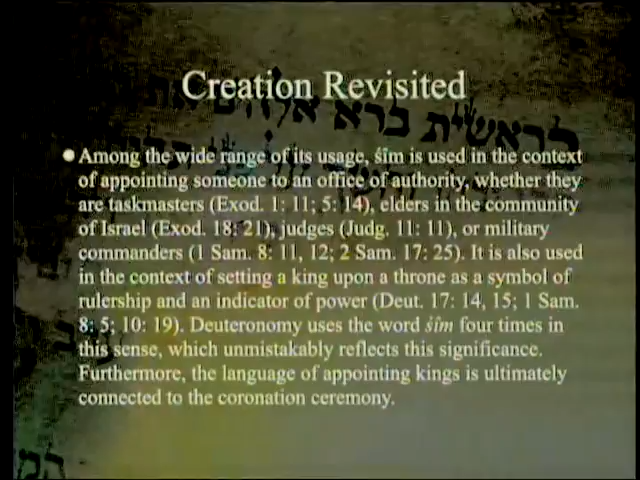 Creation Revisited
Among the wide range of its usage, śîm is used in the context
of appointing someone to an office of authority, whether they
are taskmasters (Exod. 1: 11; 5: 14), elders in the community
of Israel (Exod. 18: 21), judges (Judg. 11: 11), or military
commanders (1 Sam. 8: 11, 12; 2 Sam. 17: 25). It is also used
in the context of setting a king upon a throne as a symbol of
rulership and an indicator of power (Deut. 17: 14, 15; 1 Sam.
8: 5; 10: 19). Deuteronomy uses the word śîm four times in
this sense, which unmistakably reflects this significance.
Furthermore, the language of appointing kings is ultimately
connected to the coronation ceremony.
בראשית ברא אלהים את